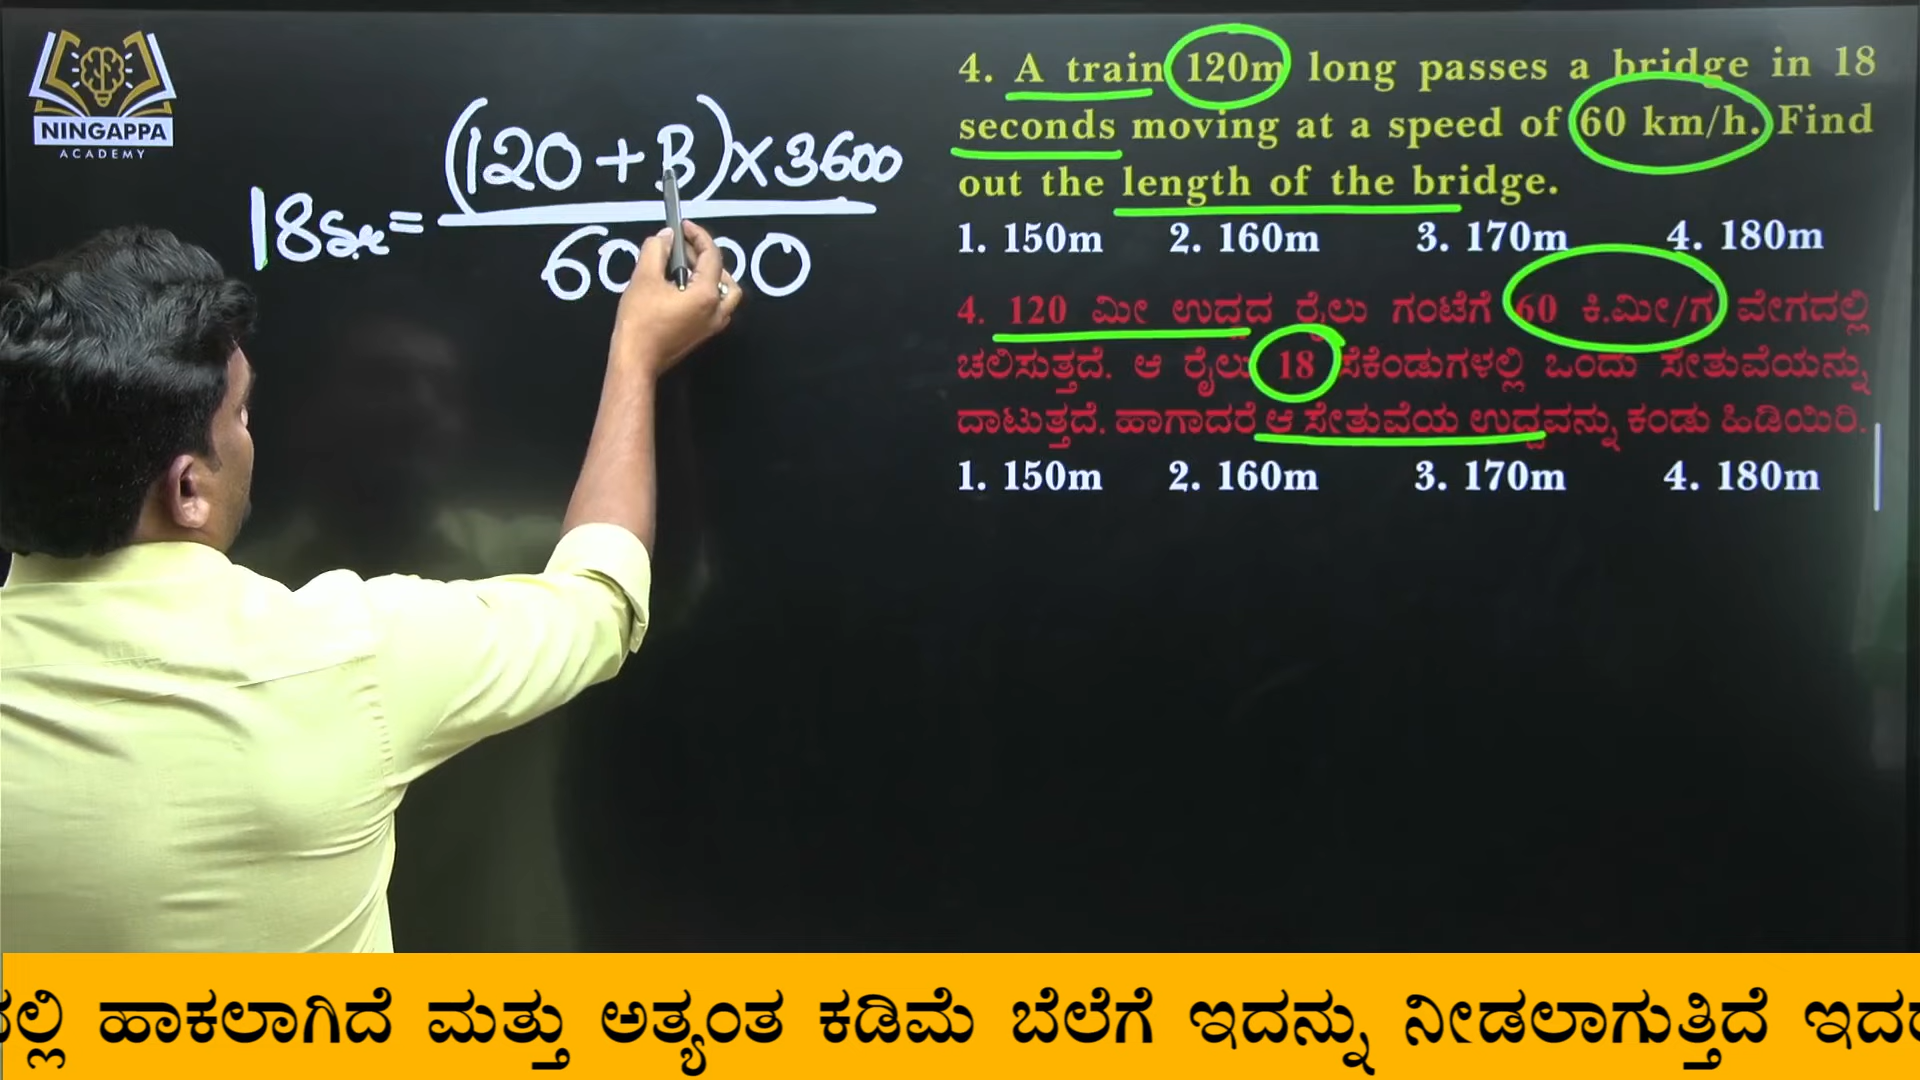 NINGAPPA
ACADEMY
(120 + B) x 3600
18 Sec =
4. A train 120m long passes a bridge in 18
seconds moving at a speed of 60 km/h. Find
out the length of the bridge.
1. 150m 2. 160m 3. 170m 4. 180m
4. 120 ಮೀ ಉದ್ದದ ರೈಲು ಗಂಟೆಗೆ 60 ಕಿ.ಮೀ/ಗ ವೇಗದಲ್ಲಿ
ಚಲಿಸುತ್ತದೆ. ಆ ರೈಲು 18 ಸೆಕೆಂಡುಗಳಲ್ಲಿ ಒಂದು ಸೇತುವೆಯನ್ನು
ದಾಟುತ್ತದೆ. ಹಾಗಾದರೆ ಆ ಸೇತುವೆಯ ಉದ್ದವನ್ನು ಕಂಡು ಹಿಡಿಯಿರಿ.
1. 150m 2. 160m 3. 170m 4. 180m
ಹಾಕಲಾಗಿದೆ ಮತ್ತು ಅತ್ಯಂತ ಕಡಿಮೆ ಬೆಲೆಗೆ ಇದನ್ನು ನೀಡಲಾಗುತ್ತಿದೆ